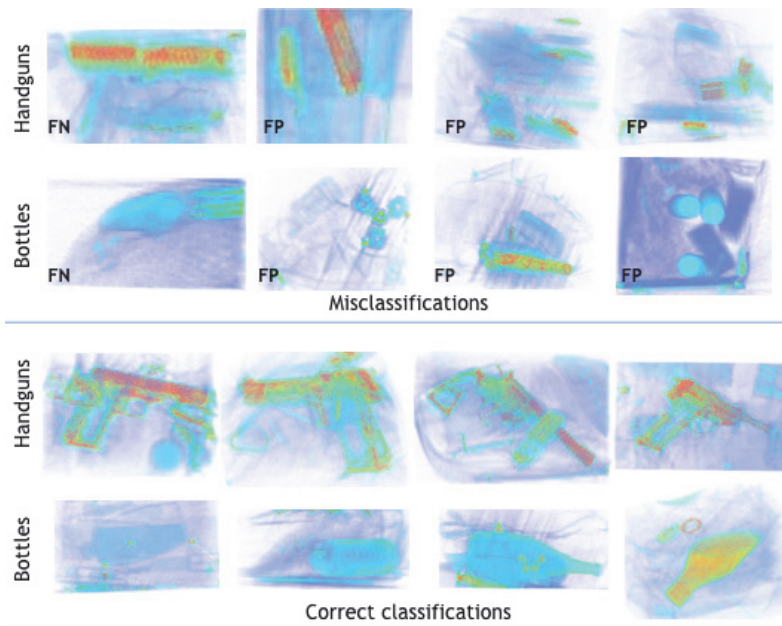 Handguns
FN
FP
FP
FP
Bottles
FN
FP
FP
FP
Misclassifications
Handguns
Bottles
Correct classifications